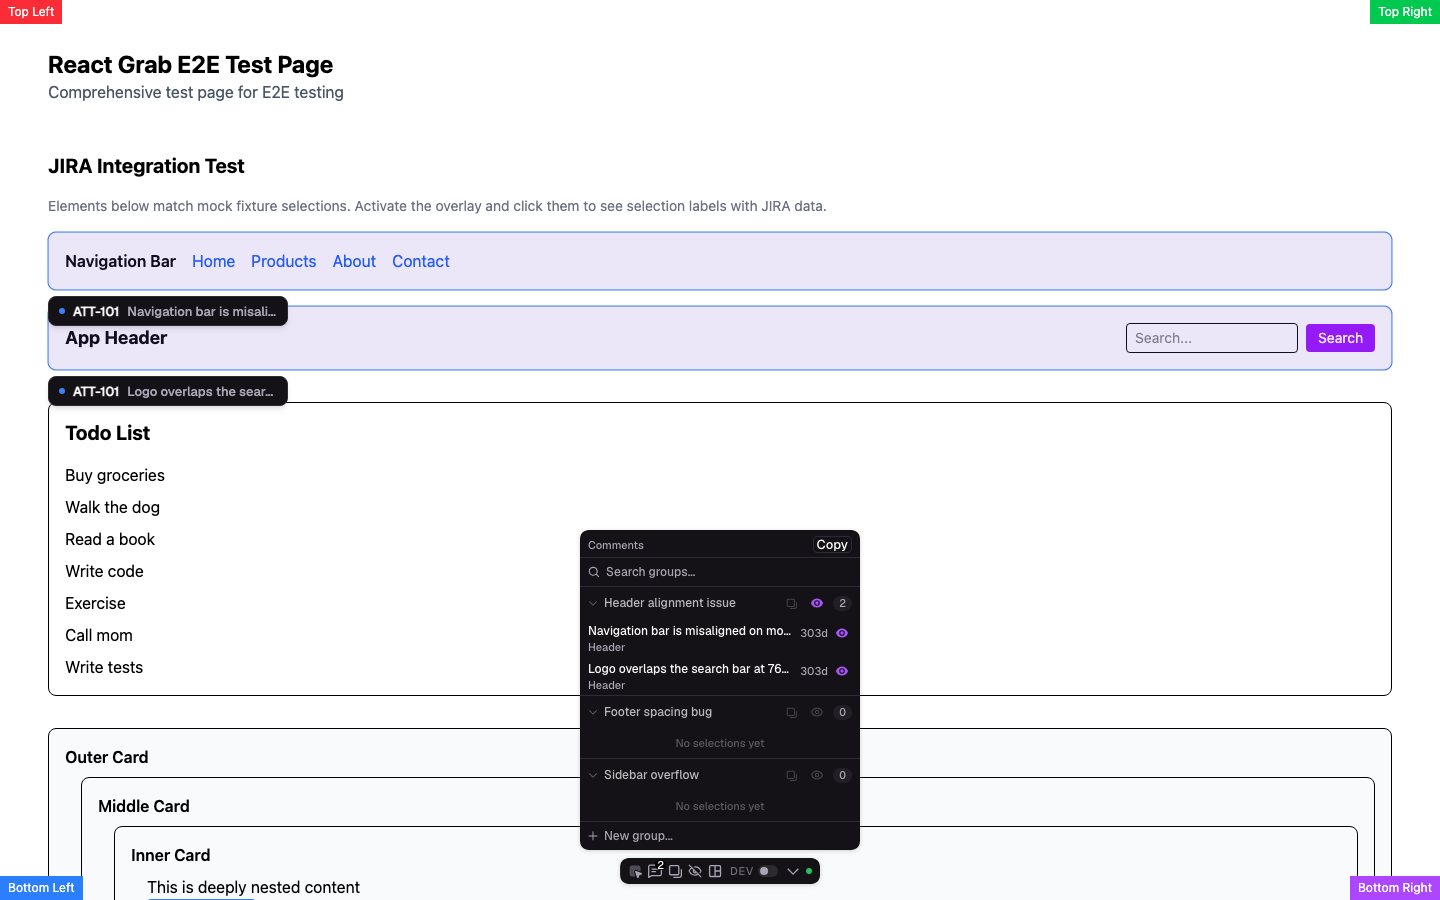 Top Left
Top Right
React Grab E2E Test Page
Comprehensive test page for E2E testing
JIRA Integration Test
Elements below match mock fixture selections. Activate the overlay and click them to see selection labels with JIRA data.
Navigation Bar Home Products About Contact
ATT-101 Navigation bar is misali...
App Header Search... Search
ATT-101 Logo overlaps the sear...
Todo List
Buy groceries
Walk the dog
Read a book
Write code
Exercise
Call mom
Write tests
Comments Copy
Search groups...
Header alignment issue 2
Navigation bar is misaligned on mo... 303d
Header
Logo overlaps the search bar at 76... 303d
Header
Footer spacing bug 0
No selections yet
Sidebar overflow 0
No selections yet
New group...
Outer Card
Middle Card
Inner Card
This is deeply nested content
2 DEV
Bottom Left
Bottom Right